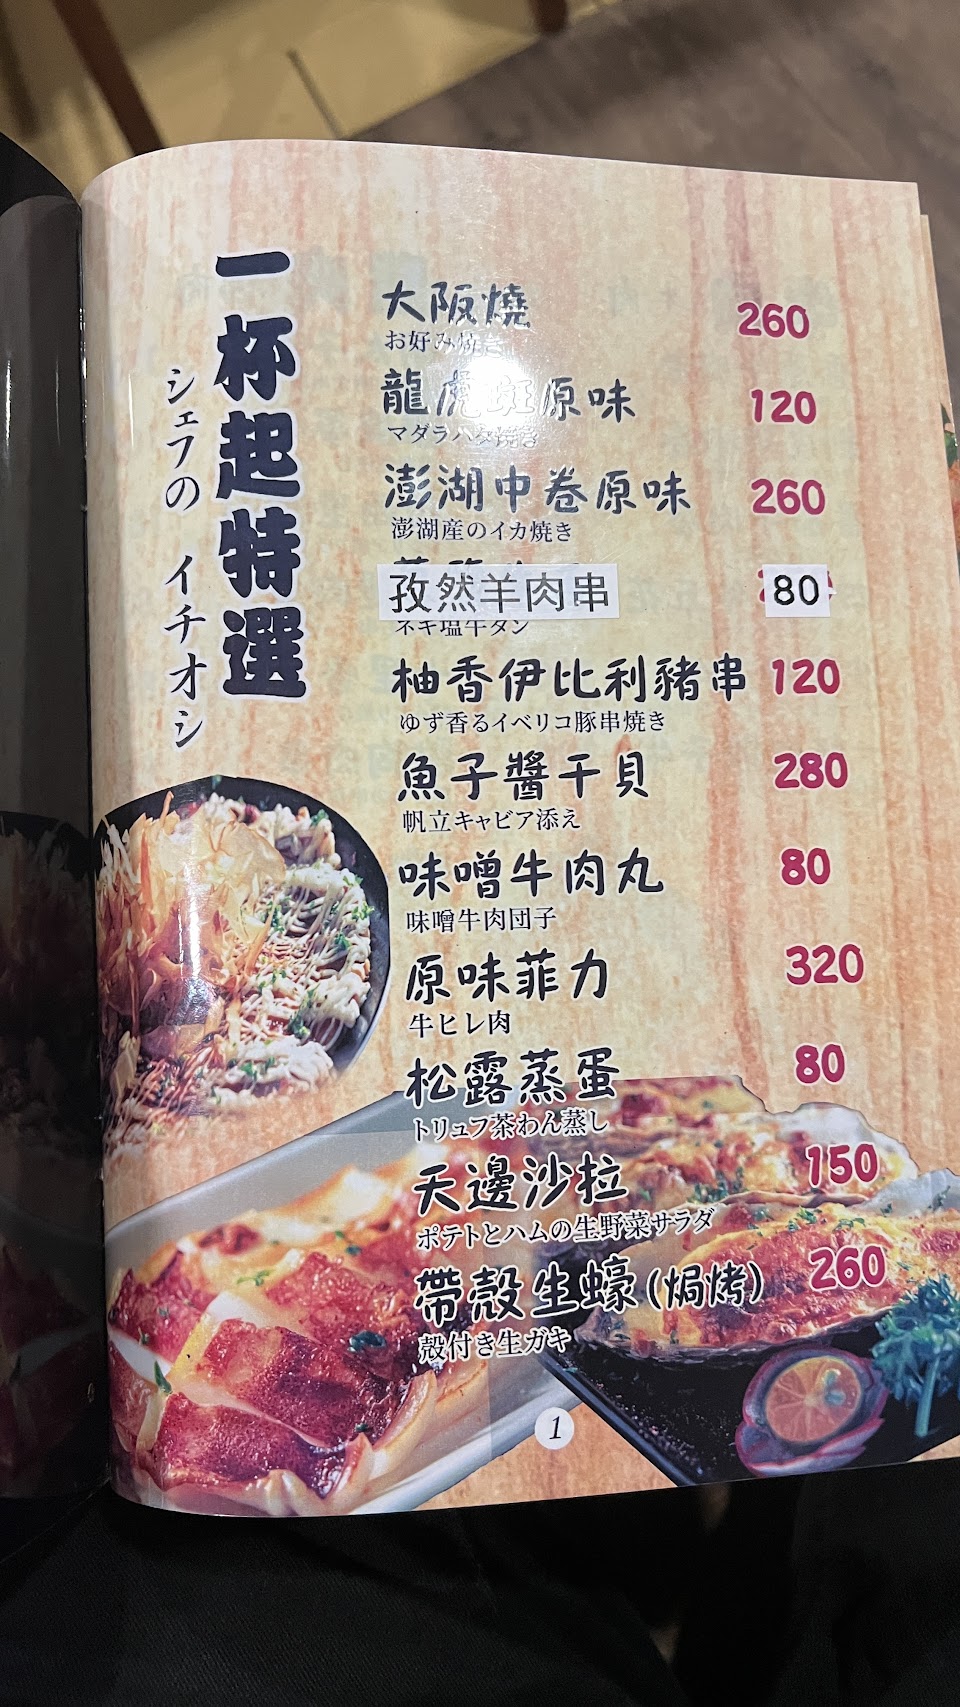 一杯起特選
シェフの イチオシ
大阪燒 260
お好み焼き
龍虎斑原味 120
マダラハタ焼き
澎湖中卷原味 260
澎湖産のイカ焼き
孜然羊肉串 80
ネギ塩牛タン
柚香伊比利豬串 120
ゆず香るイベリコ豚串焼き
魚子醬干貝 280
帆立キャビア添え
味噌牛肉丸 80
味噌牛肉団子
原味菲力 320
牛ヒレ肉
松露蒸蛋 80
トリュフ茶わん蒸し
天邊沙拉 150
ポテトとハムの生野菜サラダ
帶殼生蠔(焗烤) 260
殻付き生ガキ
1